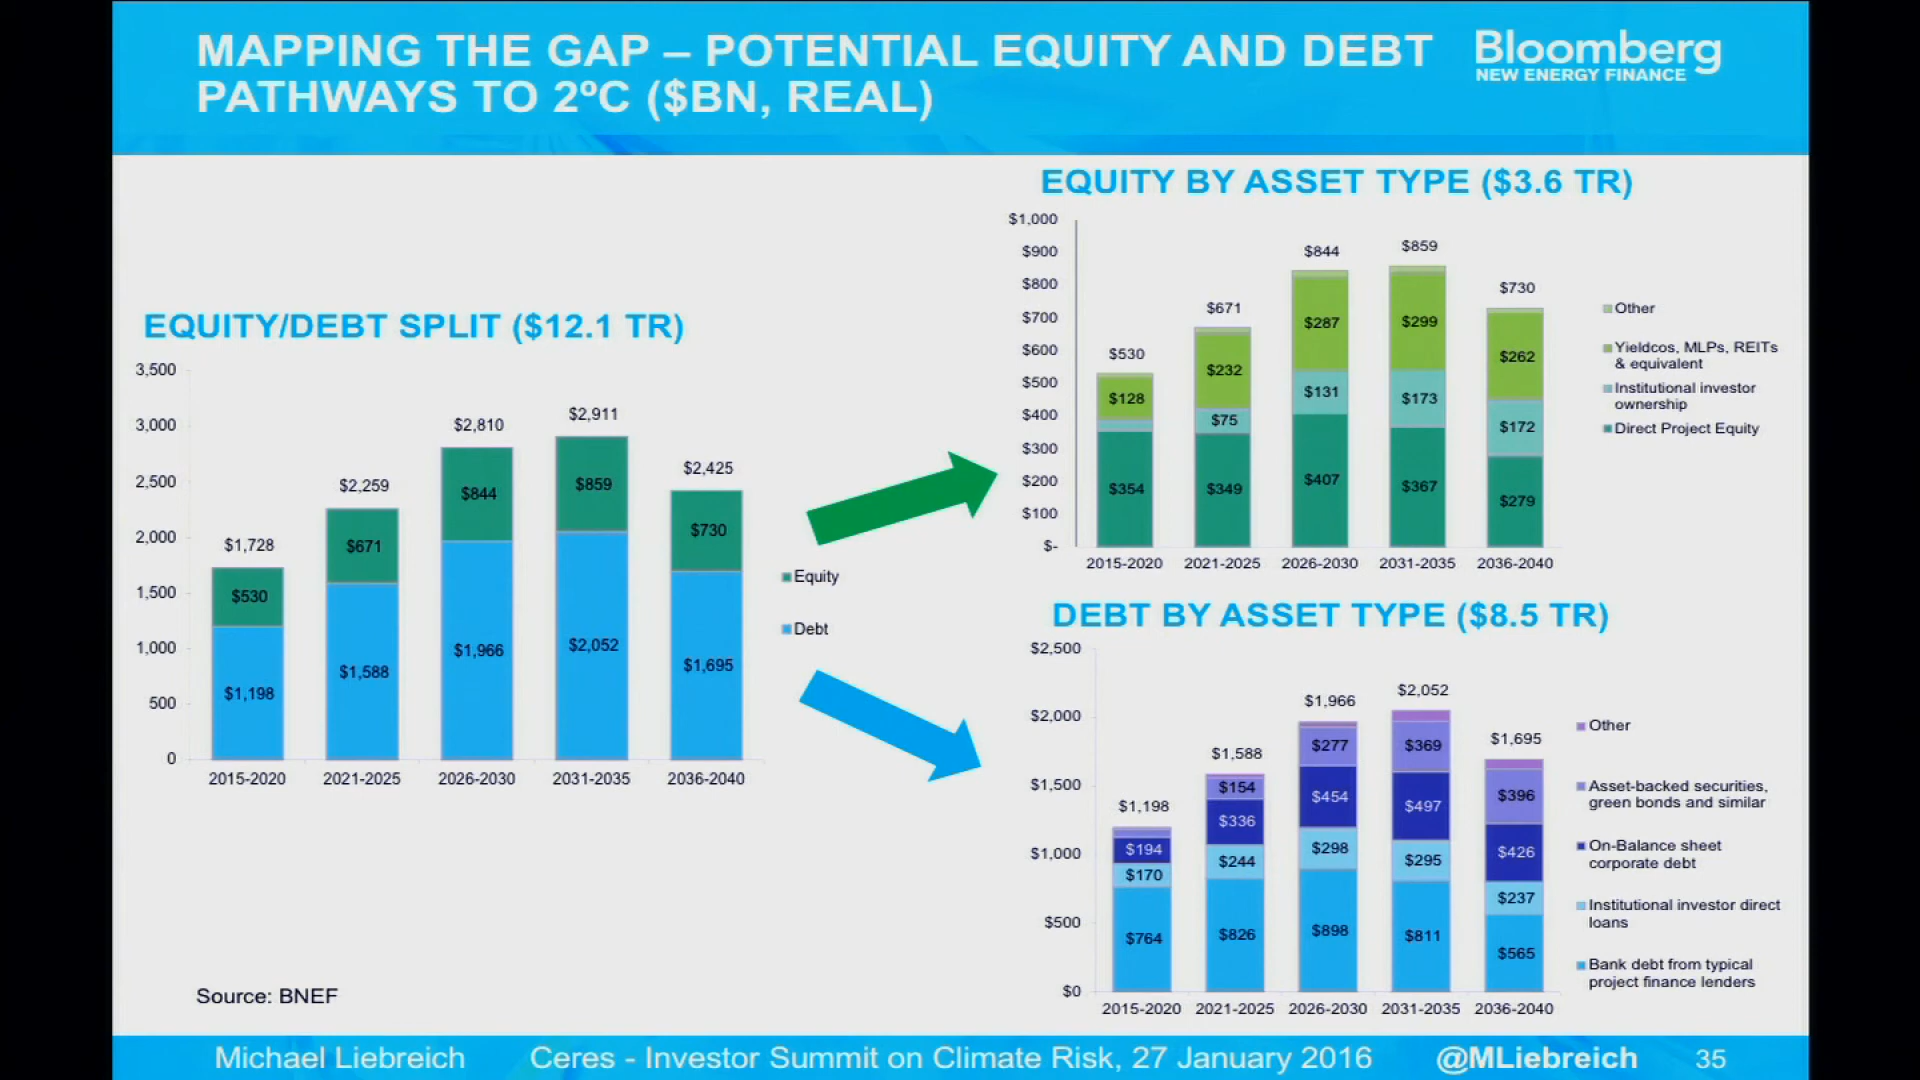 MAPPING THE GAP – POTENTIAL EQUITY AND DEBT
PATHWAYS TO 2ºC ($BN, REAL)
Bloomberg
NEW ENERGY FINANCE
EQUITY/DEBT SPLIT ($12.1 TR)
3,500
3,000
2,500
2,000
1,500
1,000
500
0
$1,728
$530
$1,198
$2,259
$671
$1,588
$2,810
$844
$1,966
$2,911
$859
$2,052
$2,425
$730
$1,695
2015-2020 2021-2025 2026-2030 2031-2035 2036-2040
Equity
Debt
EQUITY BY ASSET TYPE ($3.6 TR)
$1,000
$900
$800
$700
$600
$500
$400
$300
$200
$100
$-
$530
$128
$354
$671
$232
$75
$349
$844
$287
$131
$407
$859
$299
$173
$367
$730
$262
$172
$279
2015-2020 2021-2025 2026-2030 2031-2035 2036-2040
Other
Yieldcos, MLPs, REITs
& equivalent
Institutional investor
ownership
Direct Project Equity
DEBT BY ASSET TYPE ($8.5 TR)
$2,500
$2,000
$1,500
$1,000
$500
$0
$1,198
$194
$170
$764
$1,588
$154
$336
$244
$826
$1,966
$277
$454
$298
$898
$2,052
$369
$497
$295
$811
$1,695
$396
$426
$237
$565
2015-2020 2021-2025 2026-2030 2031-2035 2036-2040
Other
Asset-backed securities,
green bonds and similar
On-Balance sheet
corporate debt
Institutional investor direct
loans
Bank debt from typical
project finance lenders
Source: BNEF
Michael Liebreich Ceres - Investor Summit on Climate Risk, 27 January 2016 @MLiebreich 35